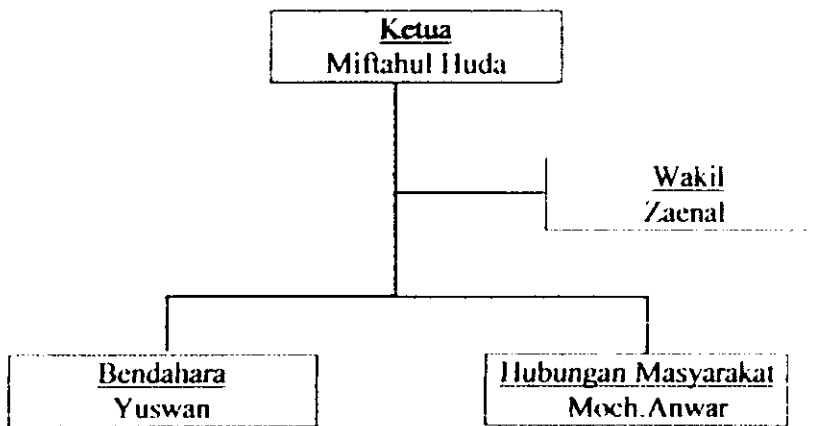 Ketua
Miftahul Huda
Wakil
Zaenal
Bendahara
Yuswan
Hubungan Masyarakat
Moch.Anwar